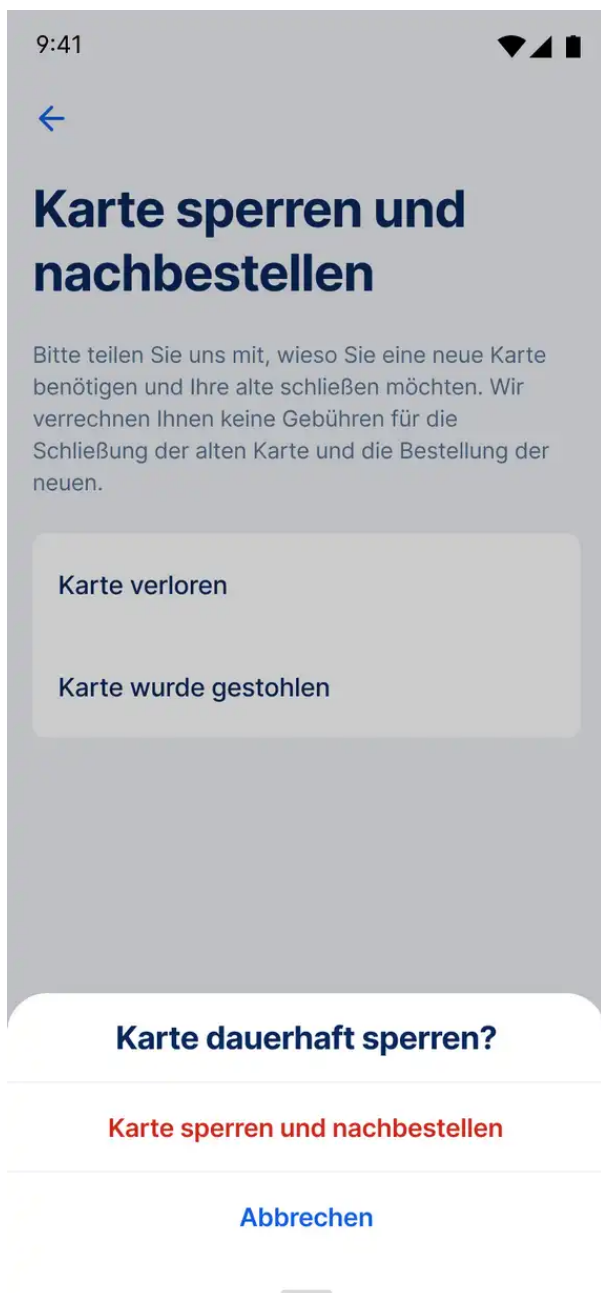 9:41
Karte sperren und
nachbestellen
Bitte teilen Sie uns mit, wieso Sie eine neue Karte
benötigen und Ihre alte schließen möchten. Wir
verrechnen Ihnen keine Gebühren für die
Schließung der alten Karte und die Bestellung der
neuen.
Karte verloren
Karte wurde gestohlen
Karte dauerhaft sperren?
Karte sperren und nachbestellen
Abbrechen